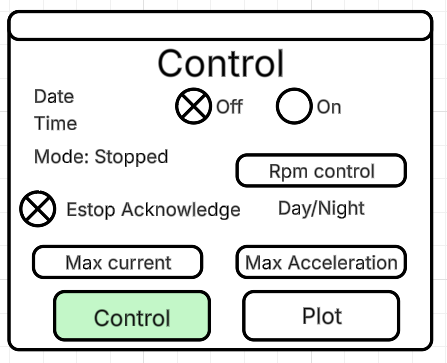 Control
Date
Off
On
Time
Mode: Stopped
Rpm control
Estop Acknowledge
Day/Night
Max current
Max Acceleration
Control
Plot